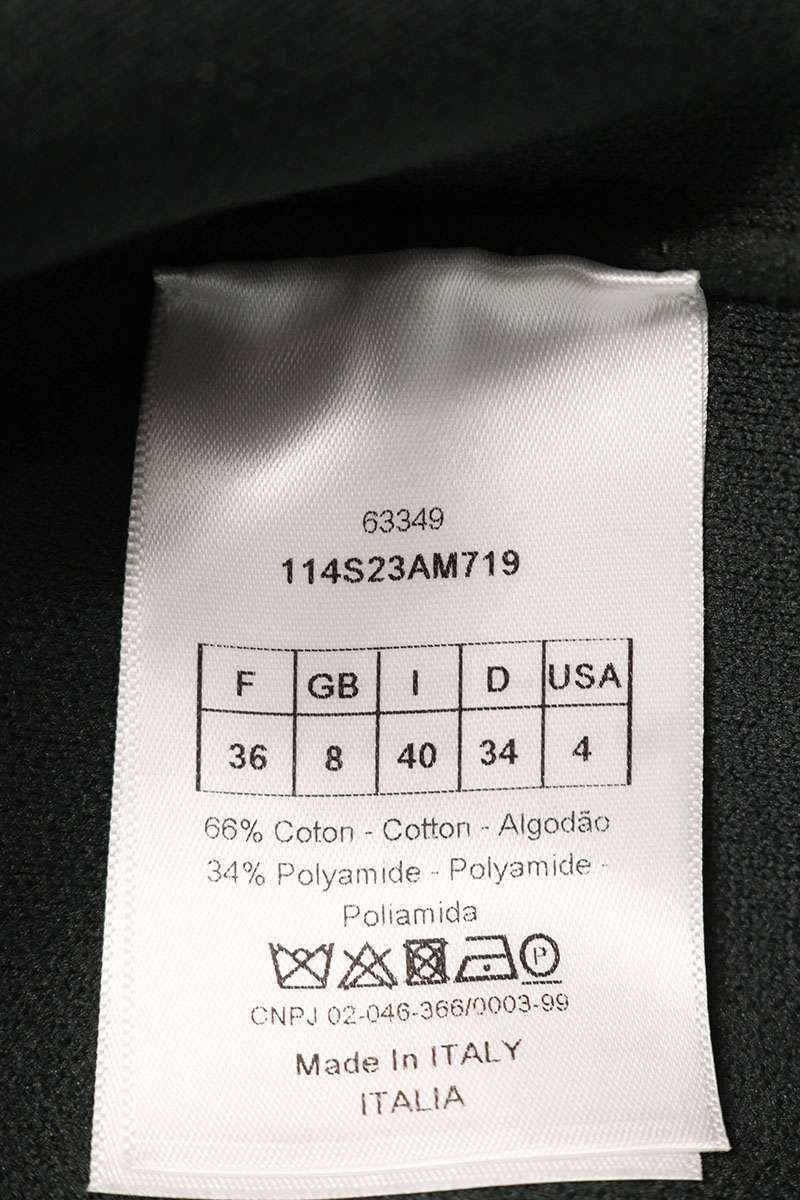 63349
114S23AM719
F GB I D USA
36 8 40 34 4
66% Coton - Cotton - Algodão
34% Polyamide - Polyamide -
Poliamida
P
CNPJ 02-046-366/0003-99
Made In ITALY
ITALIA